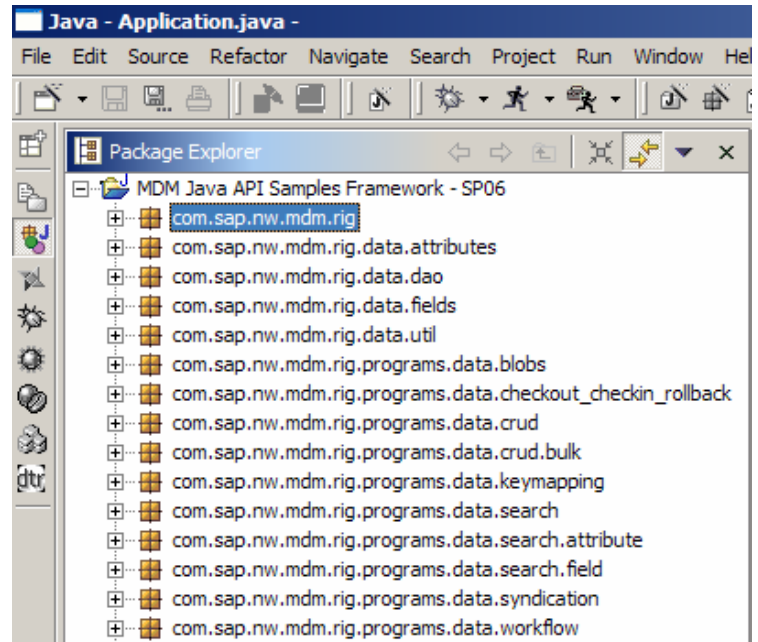 Java - Application.java -
File Edit Source Refactor Navigate Search Project Run Window Hel
Package Explorer
MDM Java API Samples Framework - SP06
com.sap.nw.mdm.rig
com.sap.nw.mdm.rig.data.attributes
com.sap.nw.mdm.rig.data.dao
com.sap.nw.mdm.rig.data.fields
com.sap.nw.mdm.rig.data.util
com.sap.nw.mdm.rig.programs.data.blobs
com.sap.nw.mdm.rig.programs.data.checkout_checkin_rollback
com.sap.nw.mdm.rig.programs.data.crud
com.sap.nw.mdm.rig.programs.data.crud.bulk
com.sap.nw.mdm.rig.programs.data.keymapping
com.sap.nw.mdm.rig.programs.data.search
com.sap.nw.mdm.rig.programs.data.search.attribute
com.sap.nw.mdm.rig.programs.data.search.field
com.sap.nw.mdm.rig.programs.data.syndication
com.sap.nw.mdm.rig.programs.data.workflow
dtr